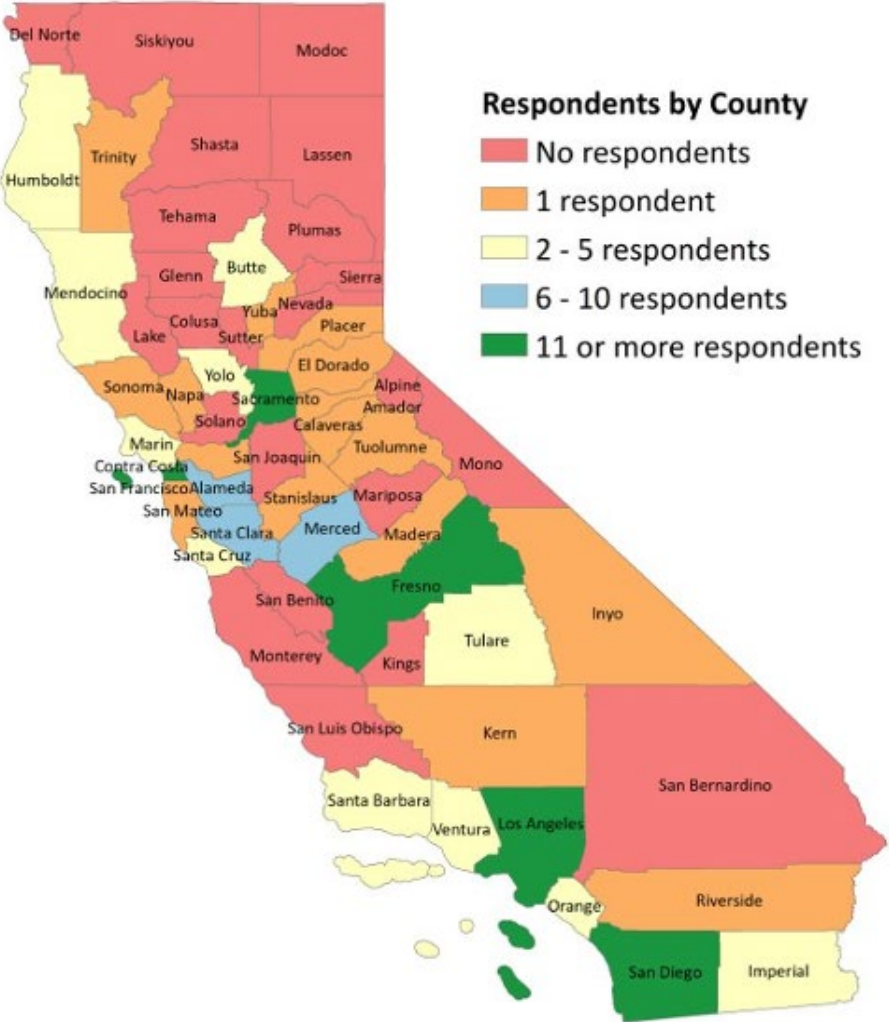 Del Norte
Siskiyou
Modoc
Respondents by County
No respondents
1 respondent
2 - 5 respondents
6 - 10 respondents
11 or more respondents
Humboldt
Trinity
Shasta
Lassen
Tehama
Plumas
Mendocino
Glenn
Butte
Sierra
Lake
Colusa
Yuba
Nevada
Sutter
Placer
Sonoma
Napa
Yolo
Sacramento
El Dorado
Alpine
Amador
Solano
Calaveras
Marin
Contra Costa
San Joaquin
Tuolumne
Mono
San Francisco
Alameda
Stanislaus
Mariposa
San Mateo
Santa Clara
Merced
Madera
Santa Cruz
San Benito
Fresno
Inyo
Monterey
Kings
Tulare
San Luis Obispo
Kern
San Bernardino
Santa Barbara
Ventura
Los Angeles
Orange
Riverside
San Diego
Imperial